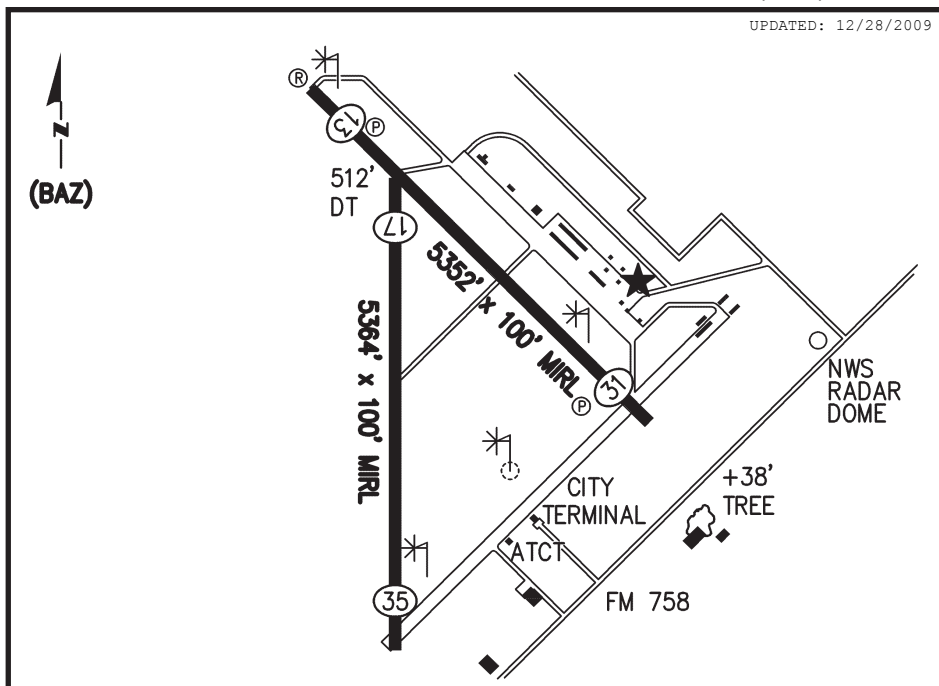 UPDATED: 12/28/2009
N
(BAZ)
R
13
P
512'
DT
17
5352' x 100' MIRL
5364' x 100' MIRL
31
P
NWS
RADAR
DOME
+38'
TREE
CITY
TERMINAL
ATCT
35
FM 758